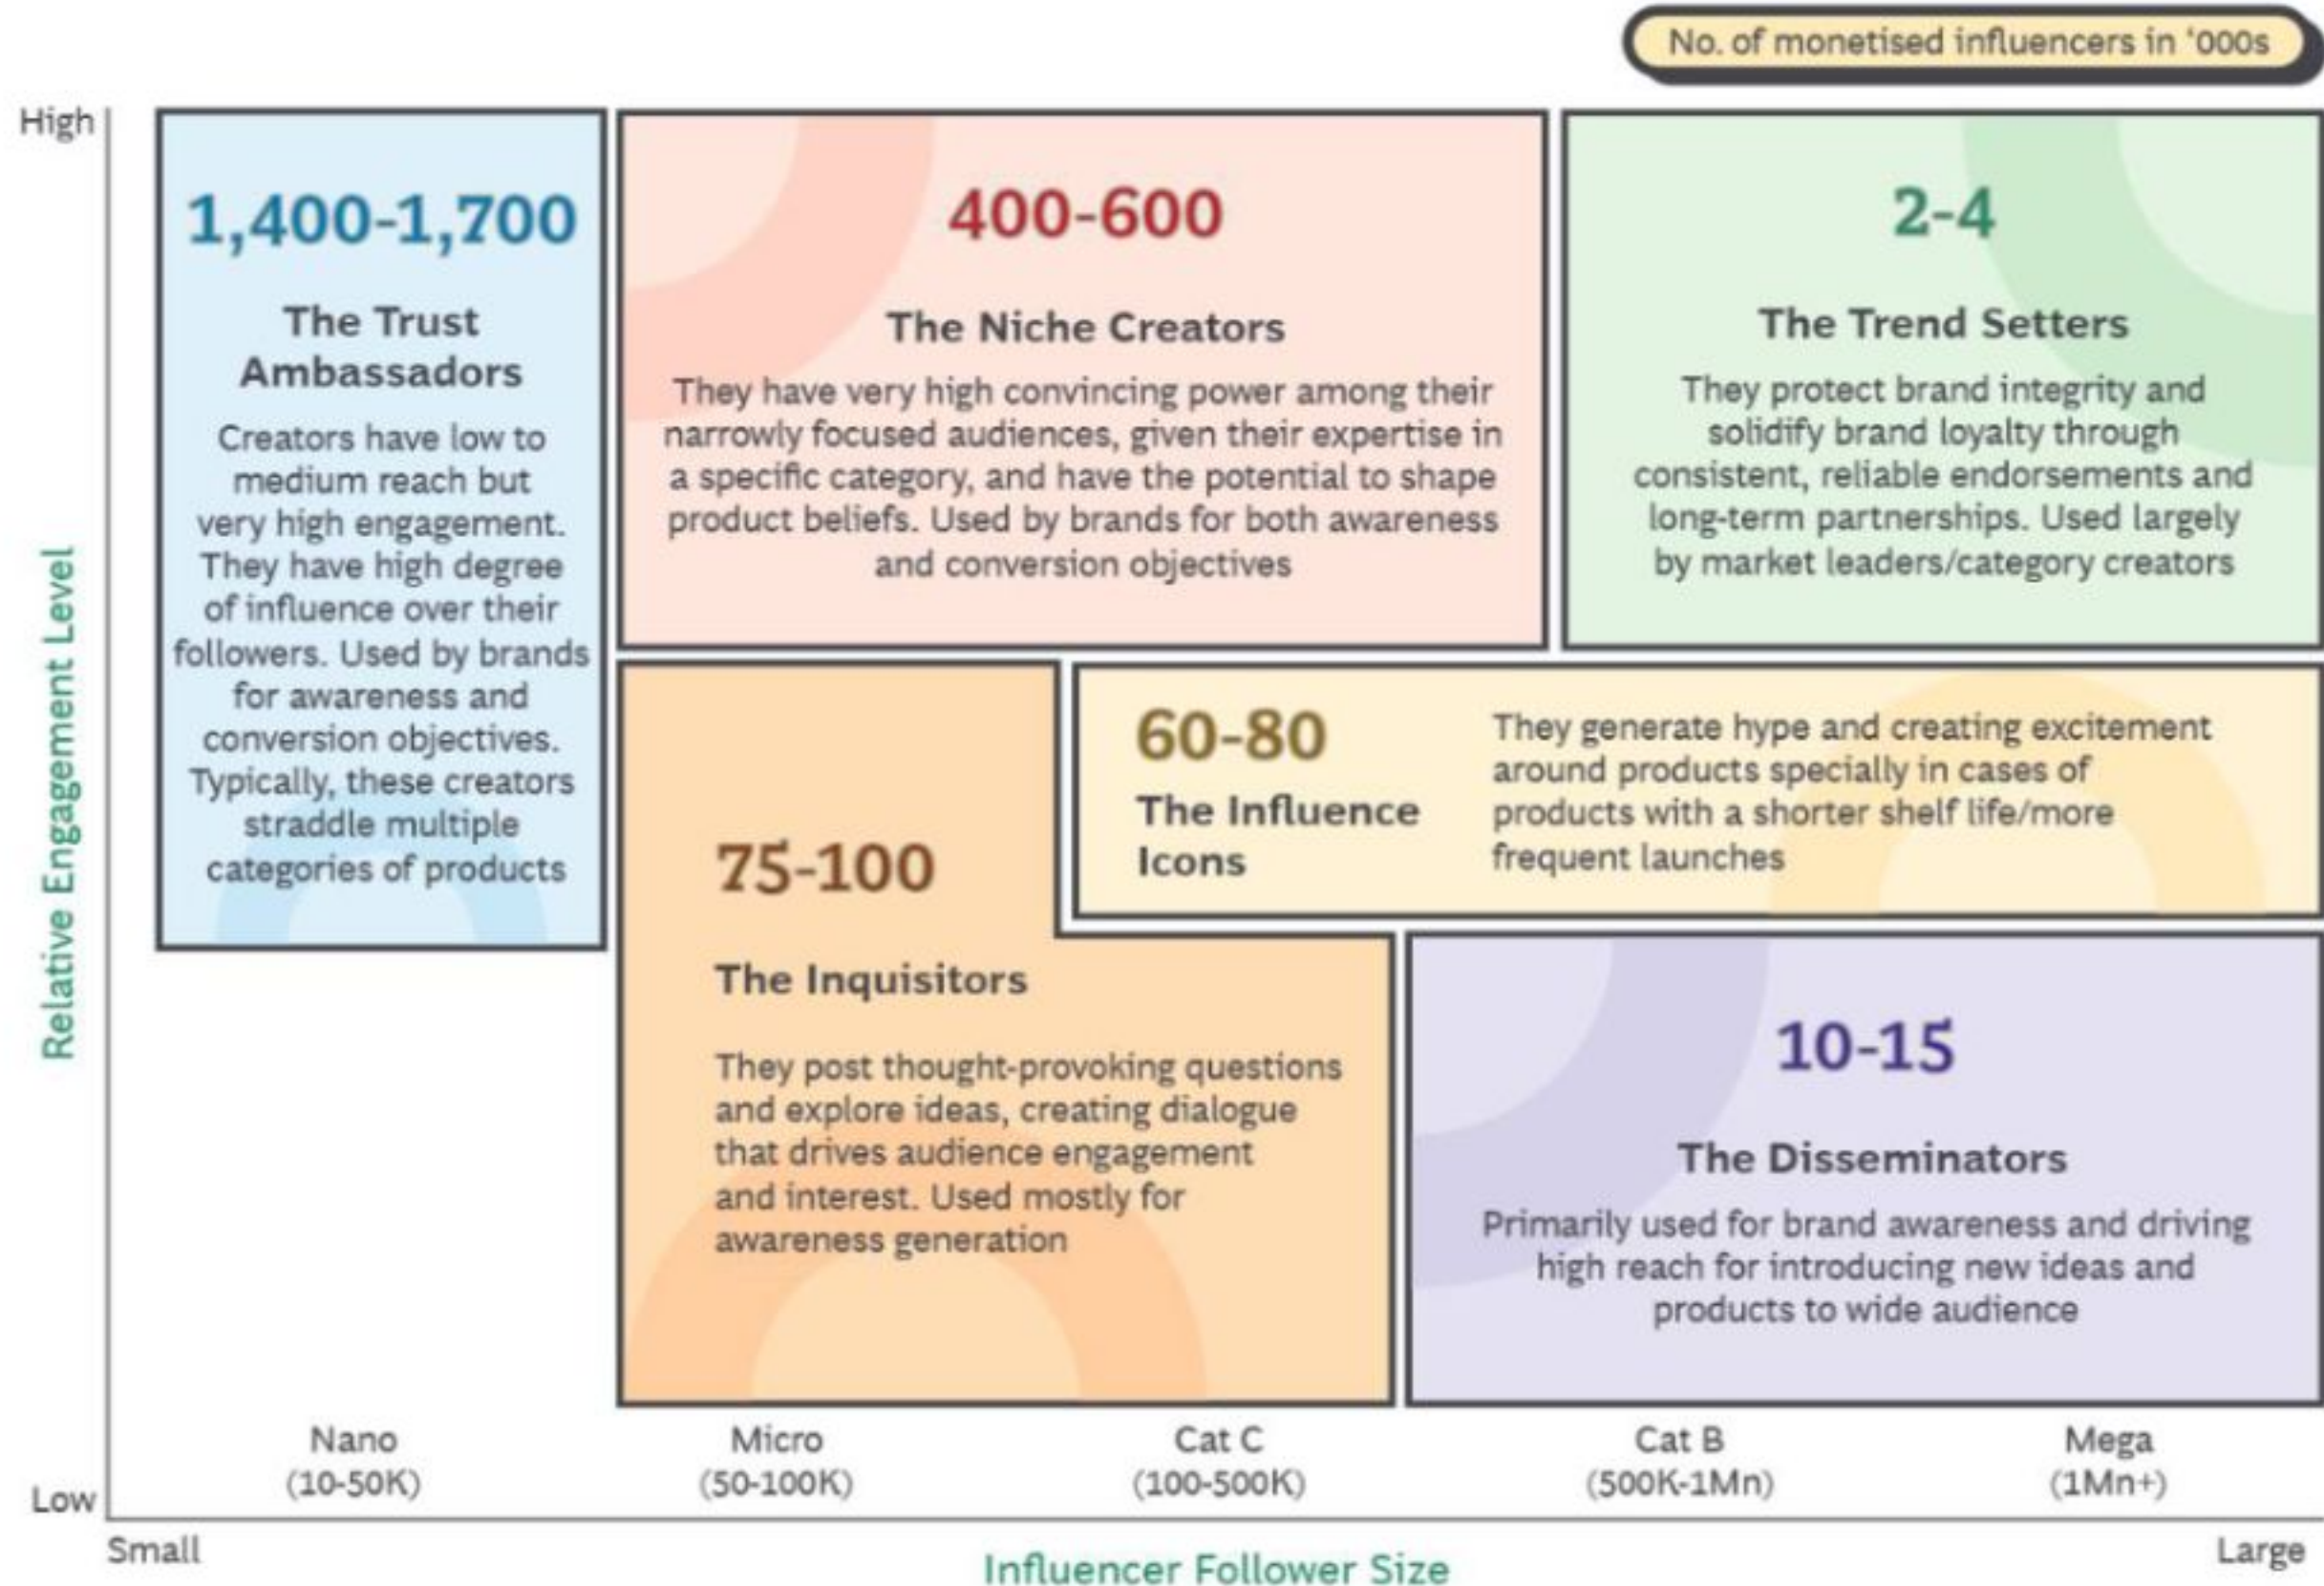 No. of monetised influencers in ‘000s
High
1,400-1,700
The Trust
Ambassadors
Creators have low to
medium reach but
very high engagement.
They have high degree
of influence over their
followers. Used by brands
for awareness and
conversion objectives.
Typically, these creators
straddle multiple
categories of products
400-600
The Niche Creators
They have very high convincing power among their
narrowly focused audiences, given their expertise in
a specific category, and have the potential to shape
product beliefs. Used by brands for both awareness
and conversion objectives
2-4
The Trend Setters
They protect brand integrity and
solidify brand loyalty through
consistent, reliable endorsements and
long-term partnerships. Used largely
by market leaders/category creators
75-100
The Inquisitors
They post thought-provoking questions
and explore ideas, creating dialogue
that drives audience engagement
and interest. Used mostly for
awareness generation
60-80
The Influence
Icons
They generate hype and creating excitement
around products specially in cases of
products with a shorter shelf life/more
frequent launches
10-15
The Disseminators
Primarily used for brand awareness and driving
high reach for introducing new ideas and
products to wide audience
Relative Engagement Level
Low
Nano
(10-50K)
Micro
(50-100K)
Cat C
(100-500K)
Cat B
(500K-1Mn)
Mega
(1Mn+)
Small
Influencer Follower Size
Large